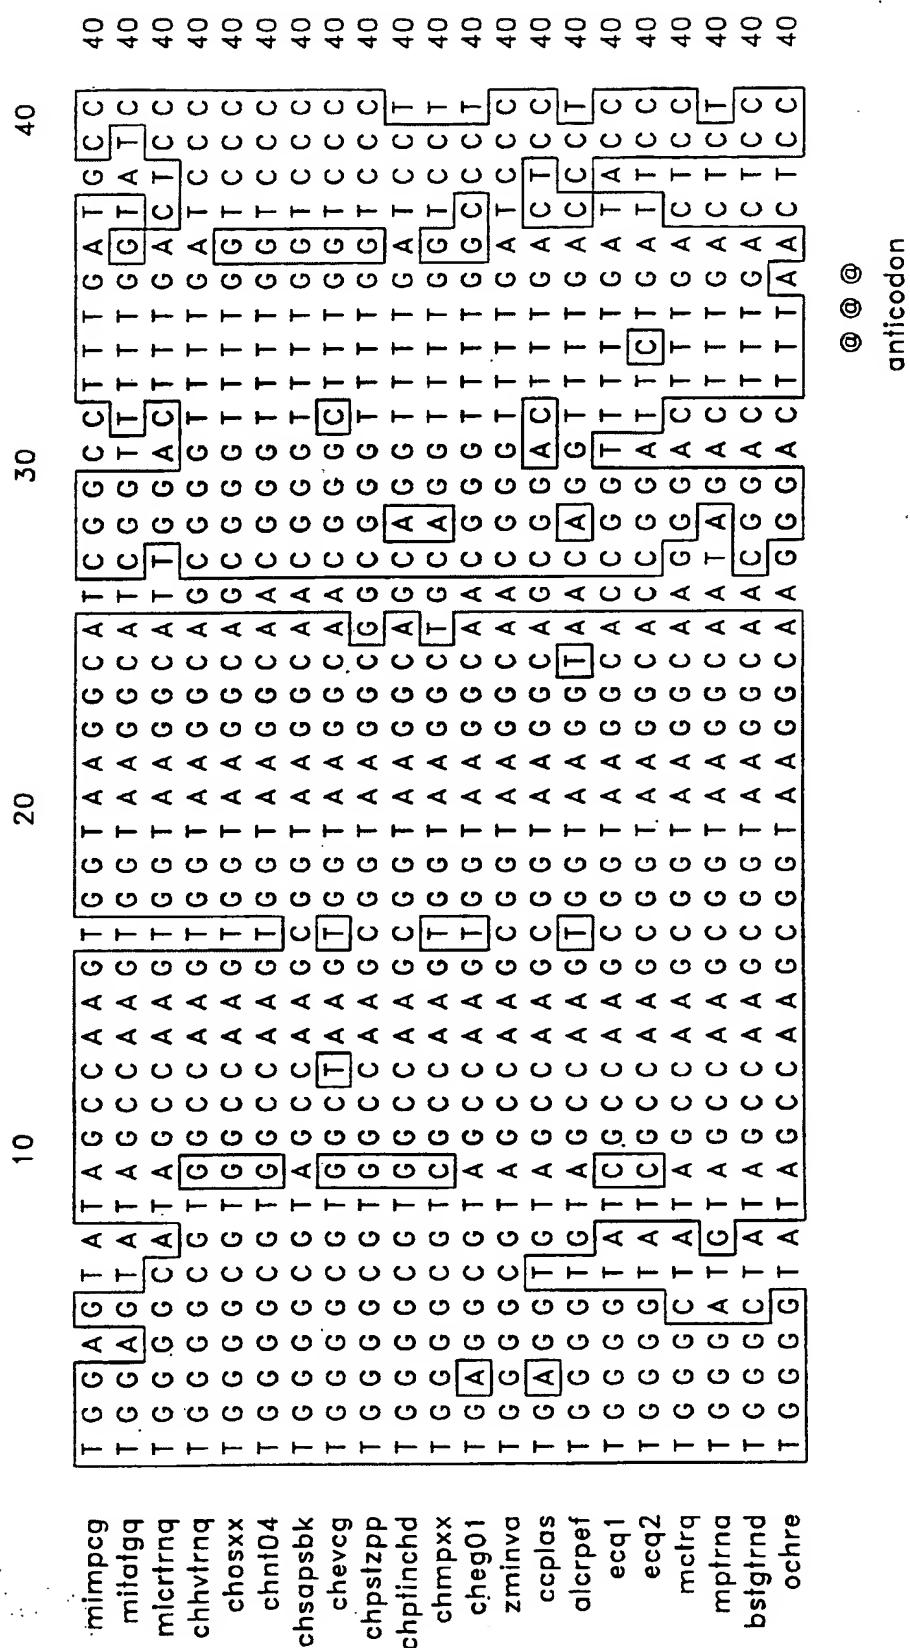 10 20 30 40
mimpcg T G G A G T A T A G C C A A G T G G T A A G G C A T C G G C C T T T G A T G C C 40
mitatgq T G G A G T A T A G C C A A G T G G T A A G G C A T C G G T T T T T G G T A T C 40
micrtrnq T G G G G C A T A G C C A A G T G G T A A G G C A T T G G A C T T T G A C T C C 40
chhvtrnq T G G G G C G T G G C C A A G T G G T A A G G C A G C G G G T T T T G A T C C C 40
chosxx T G G G G C G T G G C C A A G T G G T A A G G C A G C G G G T T T T G G T C C C 40
chnt04 T G G G G C G T G G C C A A G T G G T A A G G C A A C G G G T T T T G G T C C C 40
chsapsbk T G G G G C G T A G C C A A G C G G T A A G G C A A C G G G T T T T G G T C C C 40
chevcg T G G G G C G T G G C T A A G T G G T A A G G C A A C G G G C T T T G G T C C C 40
chpstzpp T G G G G C G T G G C C A A G C G G T A A G G C G G C G G G T T T T G G T C C C 40
chptinchd T G G G G C G T G G C C A A G C G G T A A G G C A G C A G G T T T T G A T C C T 40
chmpxx T G G G G C G T C G C C A A G T G G T A A G G C T G C A G G T T T T G G T C C T 40
cheg01 T G A G G C G T A G C C A A G T G G T A A G G C A A C G G G T T T T G G C C C T 40
zminva T G G G G C G T A G C C A A G C G G T A A G G C A A C G G G T T T T G A T C C C 40
ccplas T G A G G T G T A G C C A A G C G G T A A G G C A G C G G A C T T T G A C T C C 40
alcrpef T G G G G T G T A G C C A A G T G G T A A G G T A A C A G G T T T T G A C C C T 40
ecq1 T G G G G T A T C G C C A A G C G G T A A G G C A C C G G T T T T T G A T A C C 40
ecq2 T G G G G T A T C G C C A A G C G G T A A G G C A C C G G A T T C T G A T T C C 40
mctrq T G G G C T A T A G C C A A G C G G T A A G G C A A G G G A C T T T G A C T C C 40
mptrna T G G G A T G T A G C C A A G C G G T A A G G C A A T A G A C T T T G A C T C T 40
bstgtrnd T G G G C T A T A G C C A A G C G G T A A G G C A A C G G A C T T T G A C T C C 40
ochre T G G G G T A T A G C C A A G C G G T A A G G C A A G G G A C T T T A A C T C C 40
@ @ @
anticodon